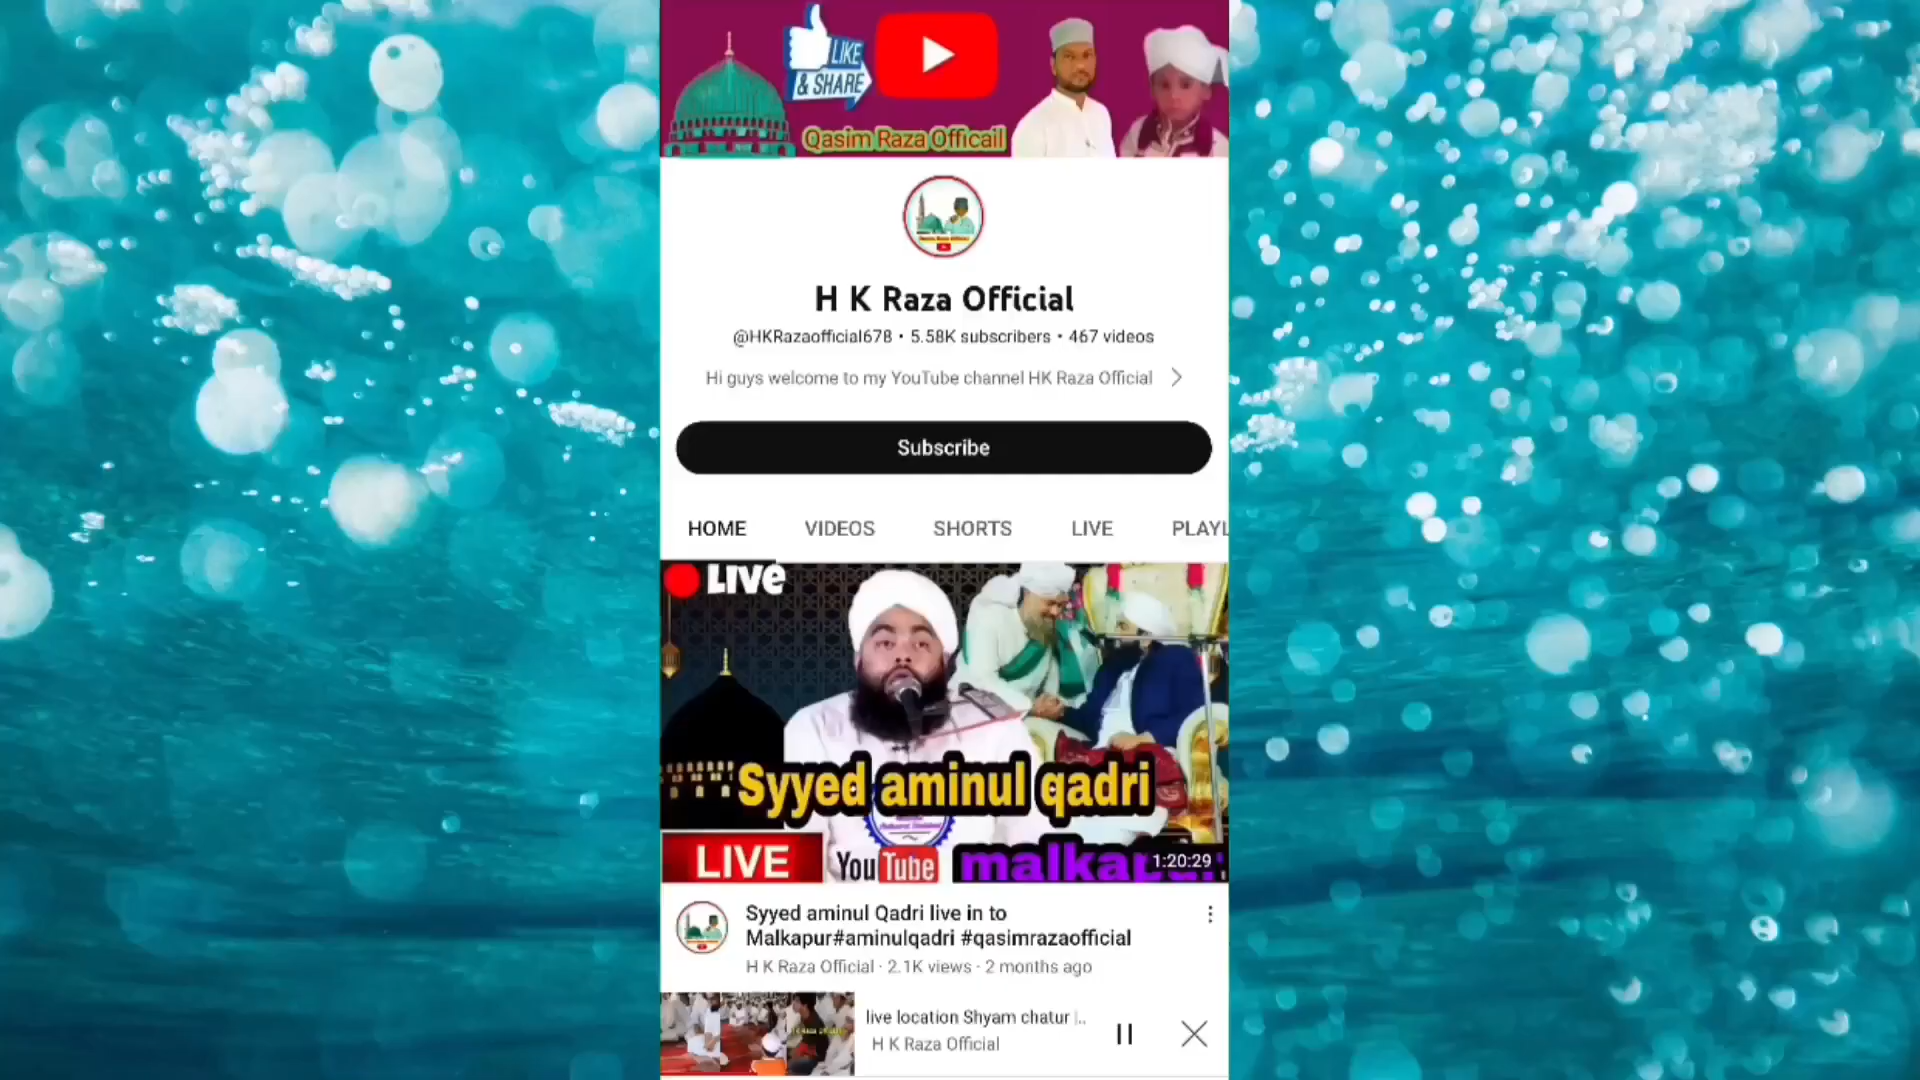 LIKE
& SHARE
Qasim Raza Officail
H K Raza Official
@HKRazaofficial678 • 5.58K subscribers • 467 videos
Hi guys welcome to my YouTube channel HK Raza Official
Subscribe
HOME VIDEOS SHORTS LIVE PLAYL
LIVe
Syyed aminul qadri
LIVE YouTube malkapur
1:20:29
Syyed aminul Qadri live in to
Malkapur#aminulqadri #qasimrazaofficial
H K Raza Official · 2.1K views · 2 months ago
live location Shyam chatur |..
H K Raza Official